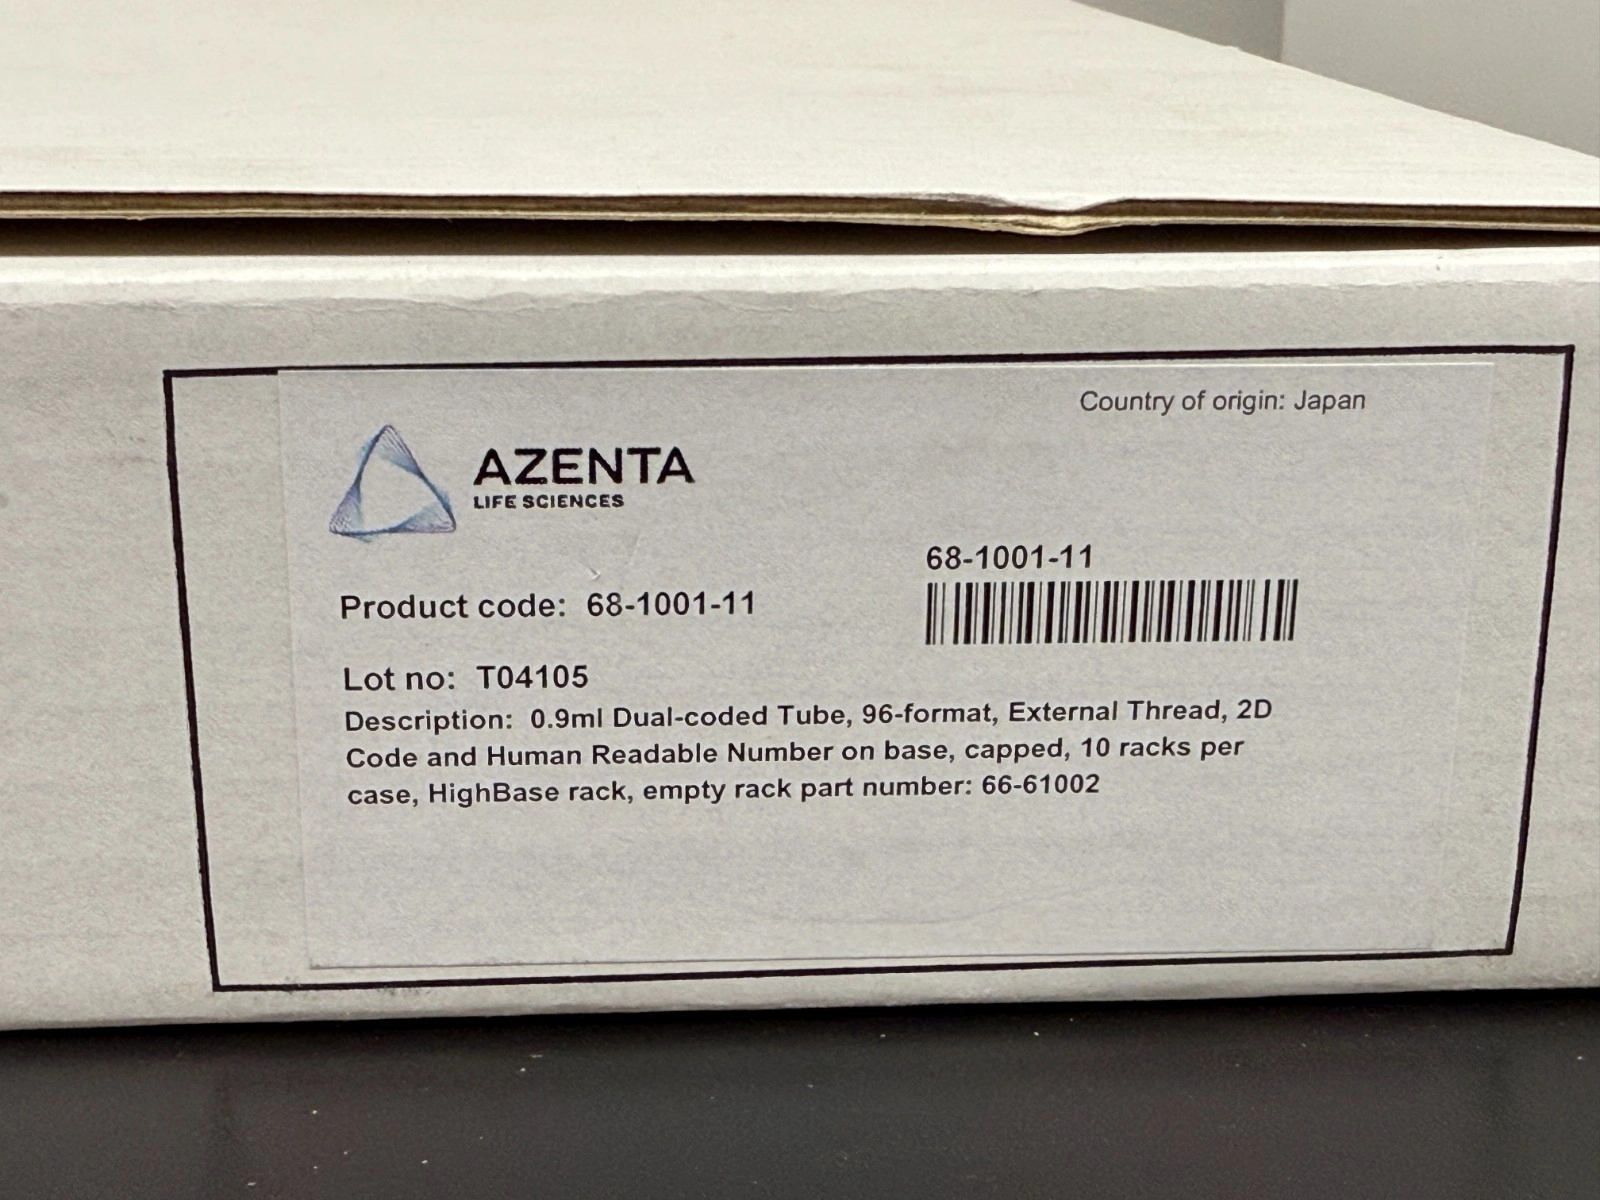 Country of origin: Japan
AZENTA
LIFE SCIENCES
68-1001-11
Product code: 68-1001-11
Lot no: T04105
Description: 0.9ml Dual-coded Tube, 96-format, External Thread, 2D
Code and Human Readable Number on base, capped, 10 racks per
case, HighBase rack, empty rack part number: 66-61002